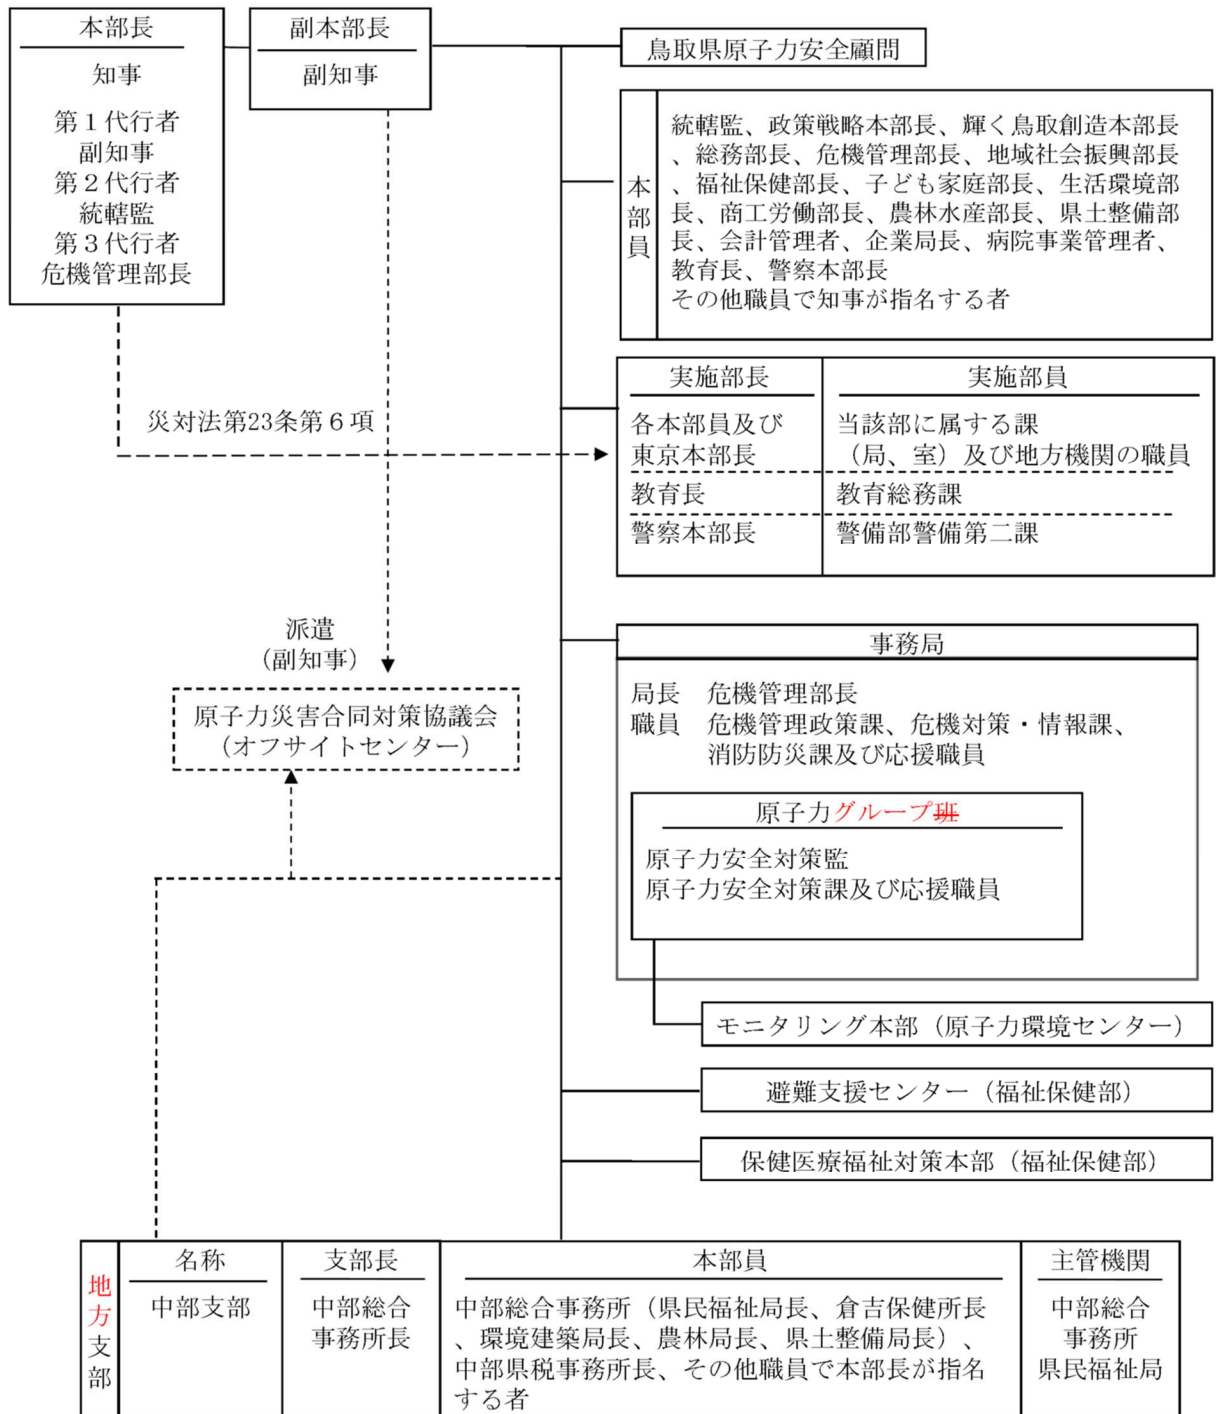 本部長
知事
第１代行者
副知事
第２代行者
統轄監
第３代行者
危機管理部長
副本部長
副知事
鳥取県原子力安全顧問
本部員
統轄監、政策戦略本部長、輝く鳥取創造本部長
、総務部長、危機管理部長、地域社会振興部長
、福祉保健部長、子ども家庭部長、生活環境部
長、商工労働部長、農林水産部長、県土整備部
長、会計管理者、企業局長、病院事業管理者、
教育長、警察本部長
その他職員で知事が指名する者
災対法第23条第６項
実施部長
実施部員
各本部員及び
東京本部長
当該部に属する課
（局、室）及び地方機関の職員
教育長
教育総務課
警察本部長
警備部警備第二課
派遣
（副知事）
原子力災害合同対策協議会
（オフサイトセンター）
事務局
局長　危機管理部長
職員　危機管理政策課、危機対策・情報課、
消防防災課及び応援職員
原子力グループ班
原子力安全対策監
原子力安全対策課及び応援職員
モニタリング本部（原子力環境センター）
避難支援センター（福祉保健部）
保健医療福祉対策本部（福祉保健部）
地方支部
名称
中部支部
支部長
中部総合
事務所長
本部員
中部総合事務所（県民福祉局長、倉吉保健所長
、環境建築局長、農林局長、県土整備局長）、
中部県税事務所長、その他職員で本部長が指名
する者
主管機関
中部総合
事務所
県民福祉局